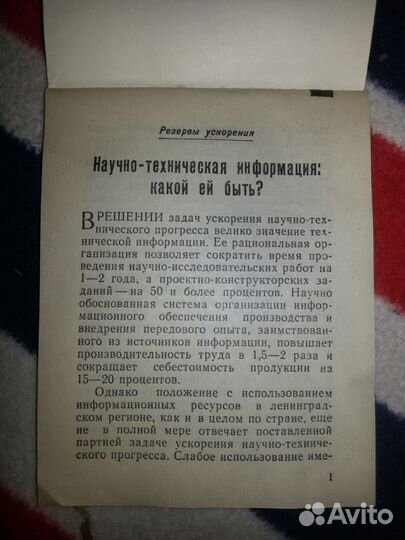 Резервы ускорения
Научно-техническая информация:
какой ей быть?
В РЕШЕНИИ задач ускорения научно-тех-
нического прогресса велико значение тех-
нической информации. Ее рациональная ор-
ганизация позволяет сократить время про-
ведения научно-исследовательских работ на
1—2 года, а проектно-конструкторских за-
даний — на 50 и более процентов. Научно
обоснованная система организации инфор-
мационного обеспечения производства и
внедрения передового опыта, заимствован-
ного из источников информации, повышает
производительность труда в 1,5—2 раза и
сокращает себестоимость продукции на
15—20 процентов.
Однако положение с использованием
информационных ресурсов в ленинград-
ском регионе, как и в целом по стране, еще
не в полной мере отвечает поставленной
партией задаче ускорения научно-техниче-
ского прогресса. Слабое использование име-
1
Avito